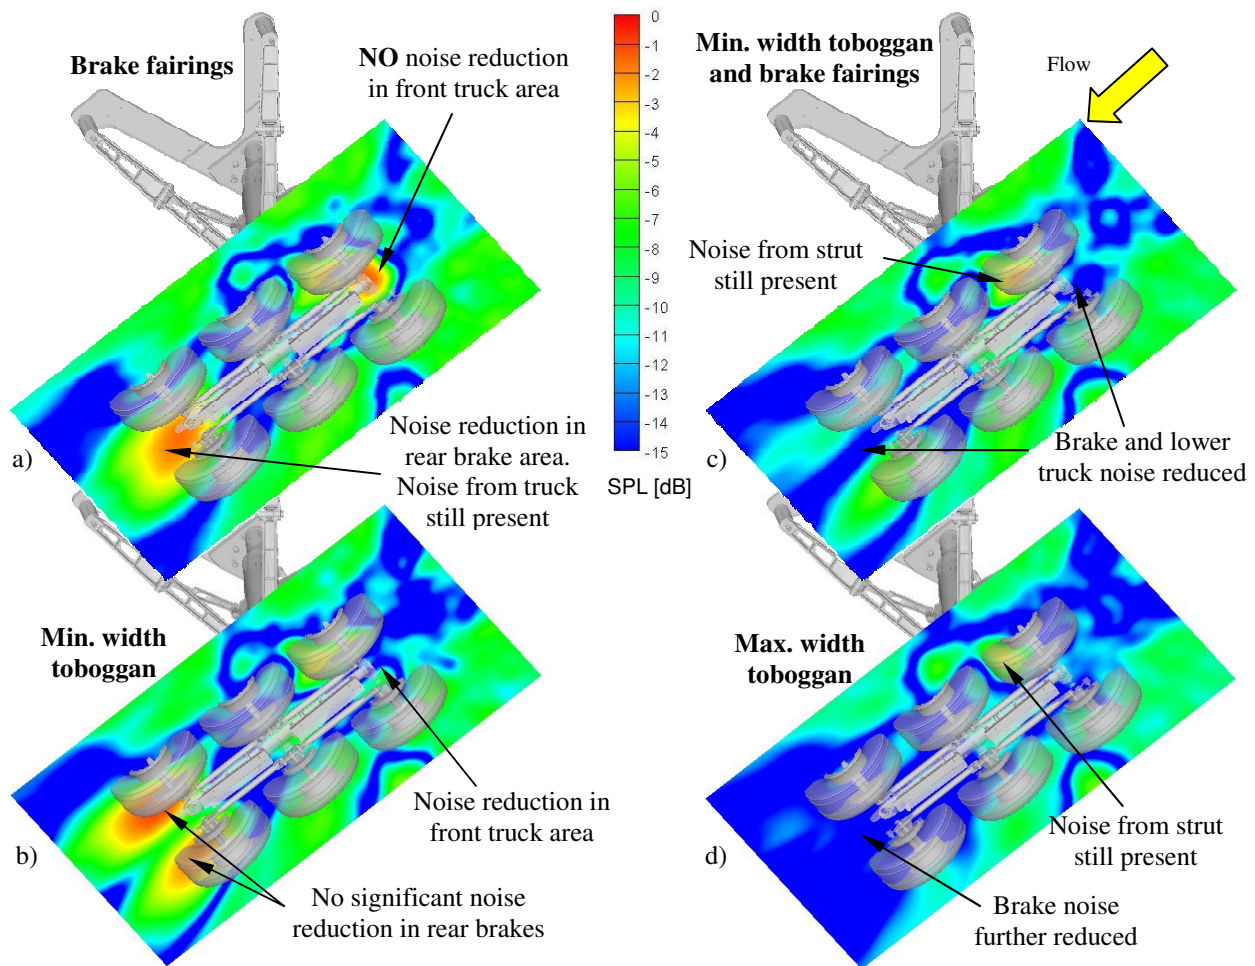 Brake fairings
NO noise reduction
in front truck area
Noise reduction in
rear brake area.
Noise from truck
still present
a)
0
-1
-2
-3
-4
-5
-6
-7
-8
-9
-10
-11
-12
-13
-14
-15
SPL [dB]
Min. width toboggan
and brake fairings
Flow
Noise from strut
still present
Brake and lower
truck noise reduced
c)
Min. width
toboggan
Noise reduction in
front truck area
No significant noise
reduction in rear brakes
b)
Max. width
toboggan
Noise from strut
still present
Brake noise
further reduced
d)